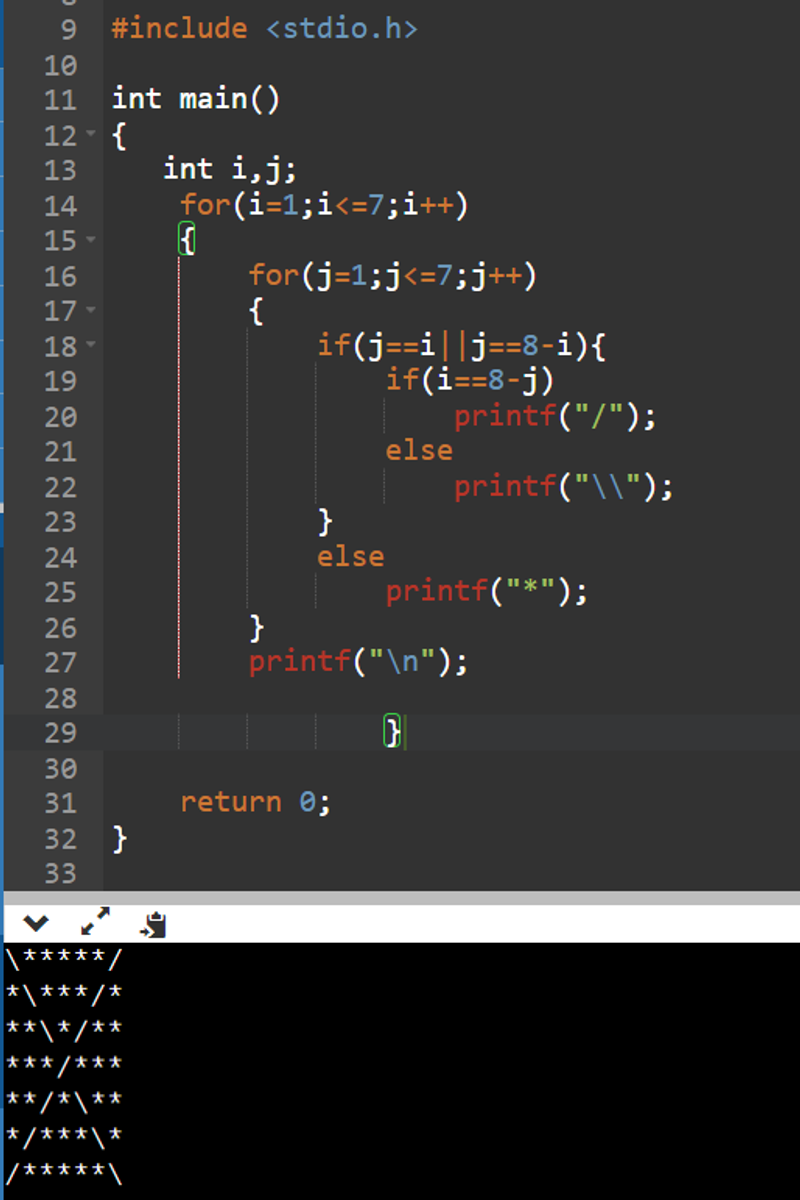 9 #include <stdio.h>
10
11 int main()
12 {
13    int i,j;
14     for(i=1;i<=7;i++)
15     {
16         for(j=1;j<=7;j++)
17         {
18             if(j==i||j==8-i){
19                 if(i==8-j)
20                     printf("/");
21                 else
22                     printf("\\");
23             }
24             else
25                 printf("*");
26         }
27         printf("\n");
28
29                 }
30
31     return 0;
32 }
33
\*****/
*\***/*
**\*/**
***/***
**/*\**
*/***\*
/*****\